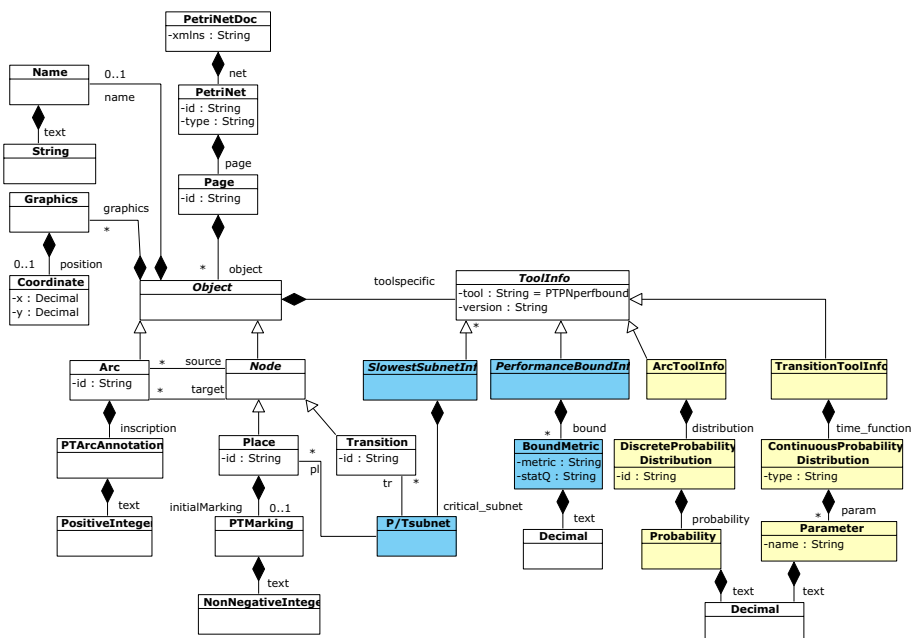 PetriNetDoc
-xmlns : String
net
Name
0..1
name
PetriNet
-id : String
-type : String
text
String
page
Page
-id : String
Graphics
graphics
*
0..1
position
* object
Coordinate
-x : Decimal
-y : Decimal
Object
toolspecific
ToolInfo
-tool : String = PTPNperfbound
-version : String
*
Arc
-id : String
* source
* target
Node
SlowestSubnetInf
PerformanceBoundInf
ArcToolInfo
TransitionToolInfo
inscription
bound
*
distribution
time_function
PTArcAnnotation
Place
-id : String
*
pl
Transition
-id : String
tr *
BoundMetric
-metric : String
-statQ : String
DiscreteProbability
Distribution
-id : String
ContinuousProbability
Distribution
-type : String
text
initialMarking
0..1
critical_subnet
text
probability
* param
PositiveInteger
PTMarking
P/Tsubnet
Decimal
Probability
Parameter
-name : String
text
NonNegativeIntege
text
text
Decimal